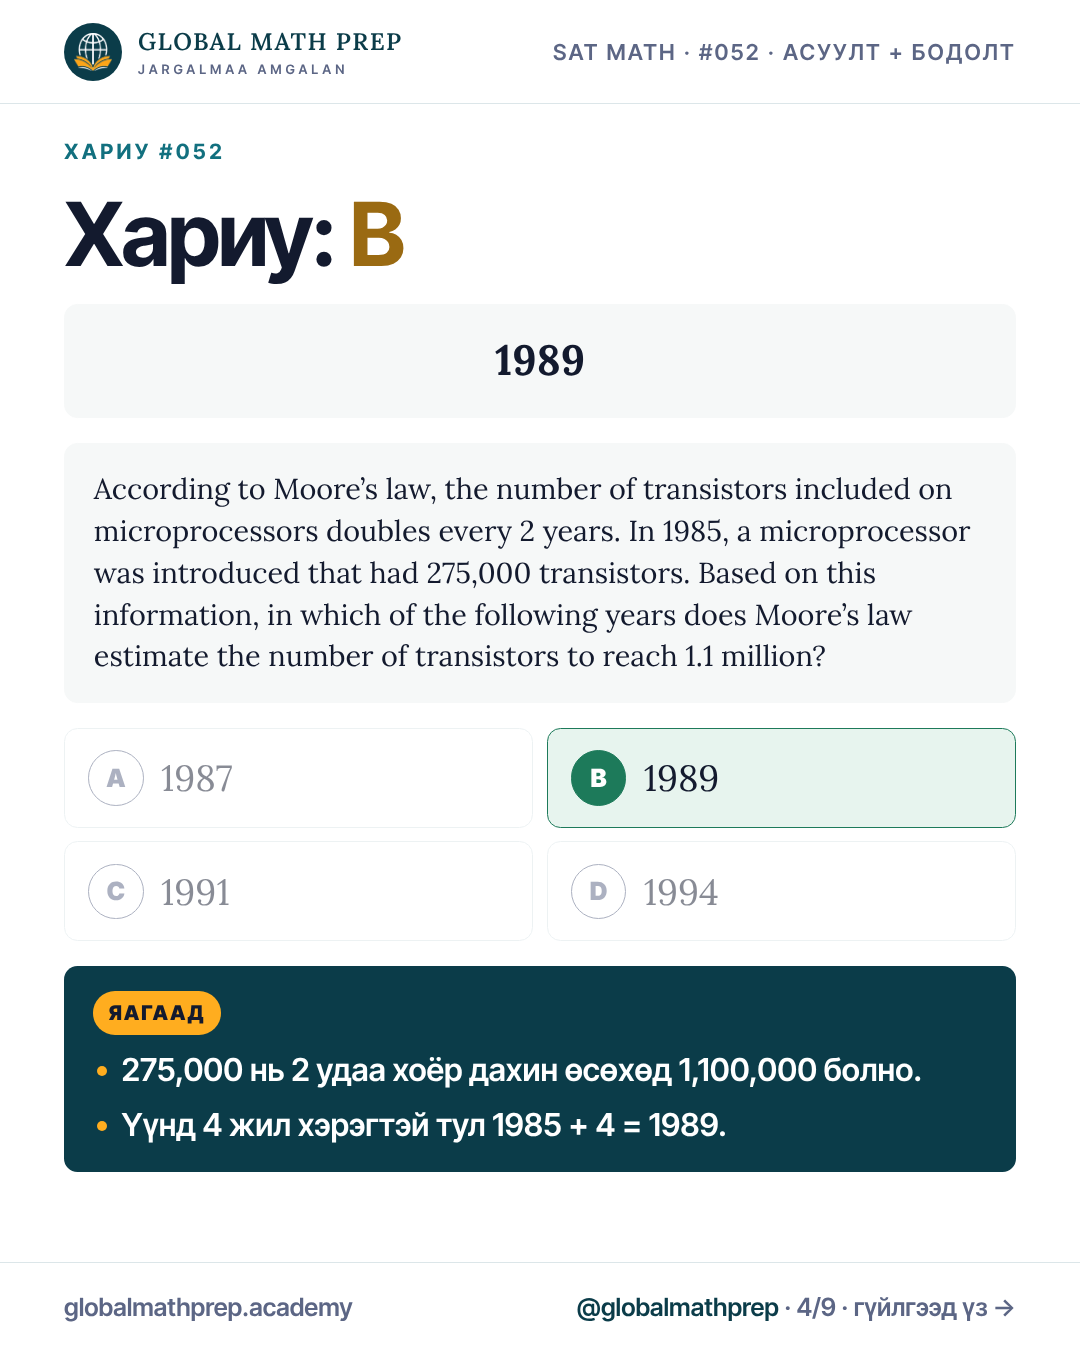 GLOBAL MATH PREP
JARGALMAA AMGALAN
SAT MATH · #052 · АСУУЛТ + БОДОЛТ
ХАРИУ #052
Хариу: B
1989
According to Moore’s law, the number of transistors included on
microprocessors doubles every 2 years. In 1985, a microprocessor
was introduced that had 275,000 transistors. Based on this
information, in which of the following years does Moore’s law
estimate the number of transistors to reach 1.1 million?
A 1987
B 1989
C 1991
D 1994
ЯАГААД
• 275,000 нь 2 удаа хоёр дахин өсөхөд 1,100,000 болно.
• Үүнд 4 жил хэрэгтэй тул 1985 + 4 = 1989.
globalmathprep.academy
@globalmathprep · 4/9 · гүйлгээд үз →